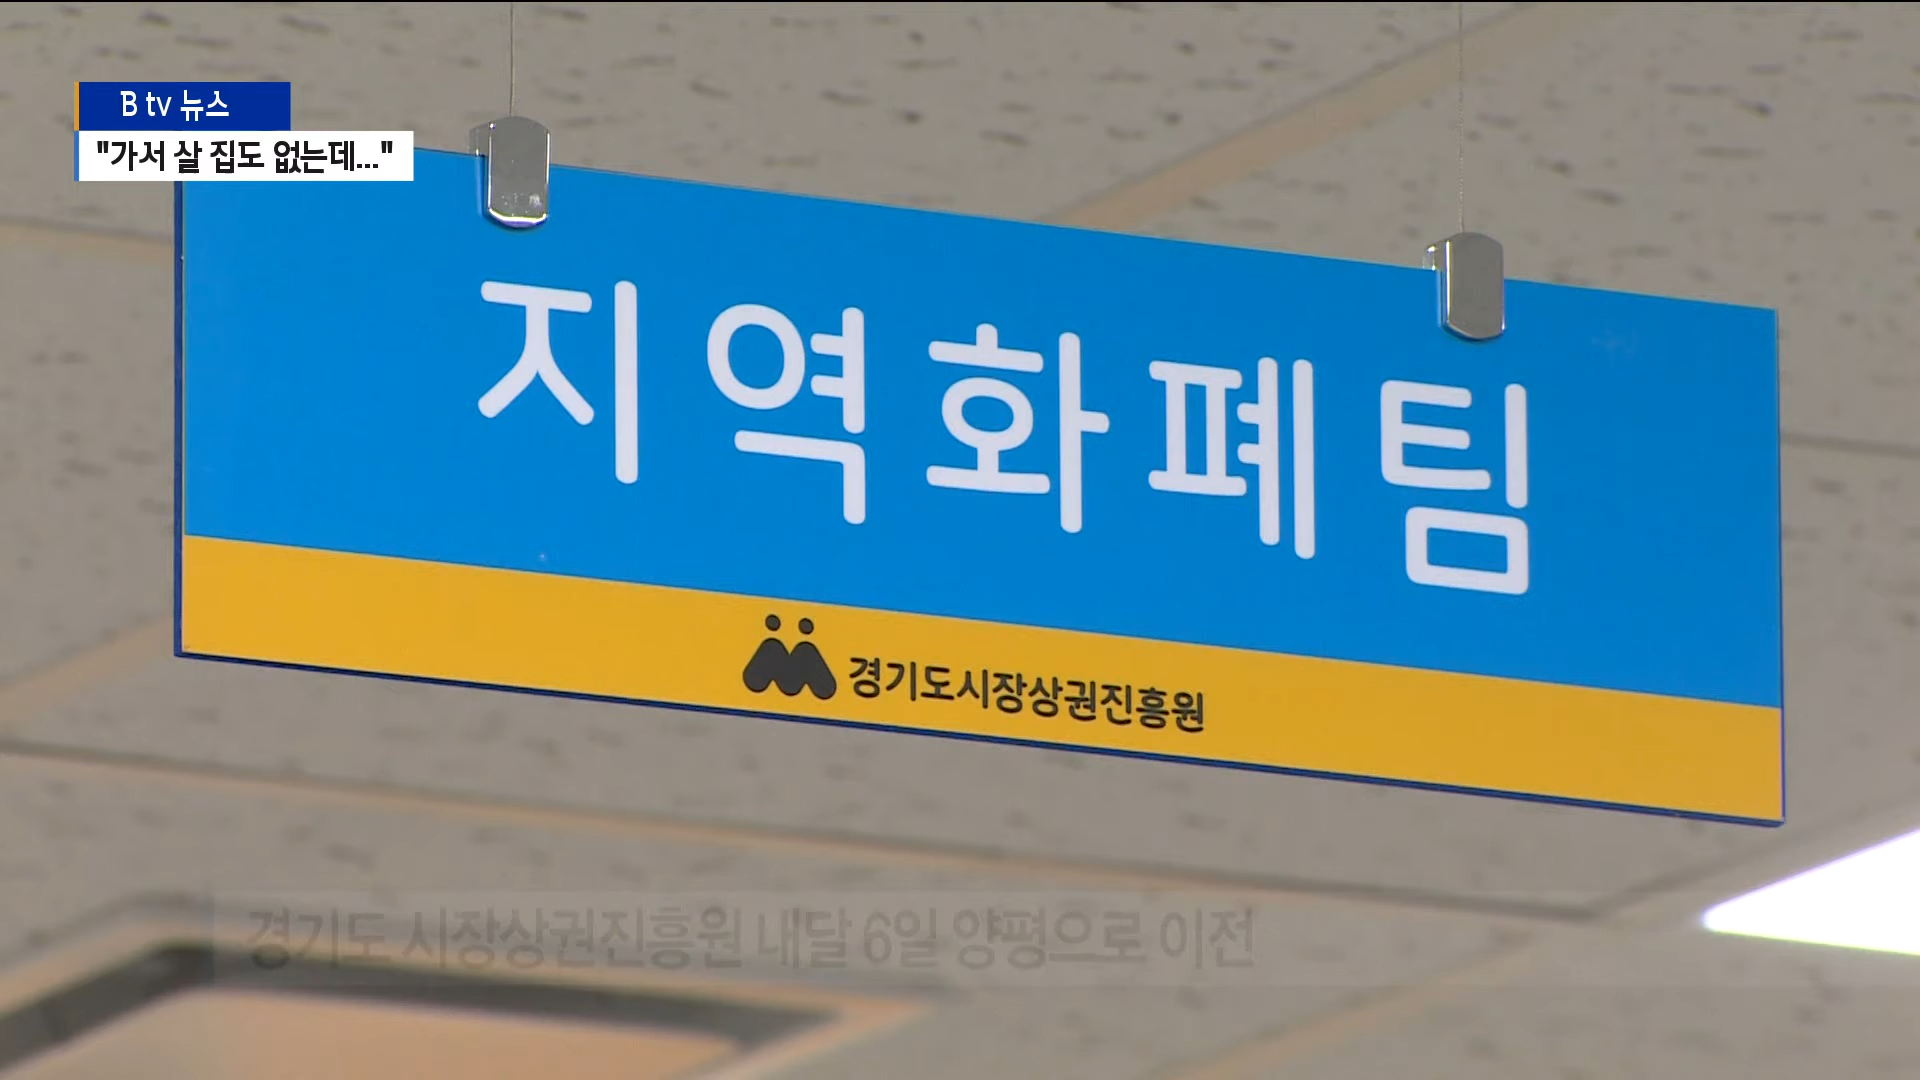 B tv 뉴스
"가서 살 집도 없는데..."
지역화폐팀
경기도시장상권진흥원
경기도 시장상권진흥원 내달 6일 양평으로 이전